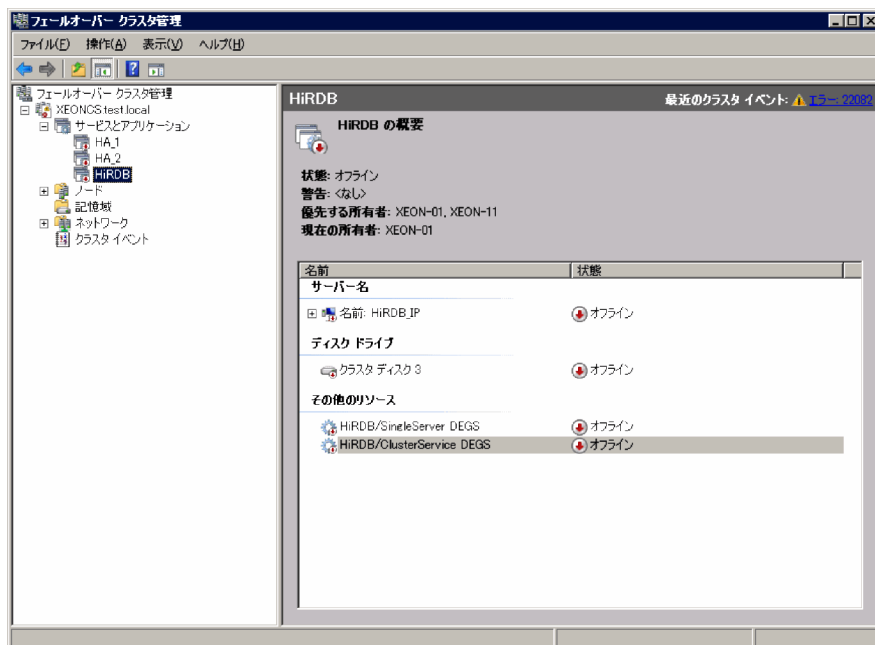 フェールオーバー クラスタ管理
ファイル(F) 操作(A) 表示(V) ヘルプ(H)
フェールオーバー クラスタ管理
XEONCS.test.local
サービスとアプリケーション
HA_1
HA_2
HiRDB
ノード
記憶域
ネットワーク
クラスタ イベント
HiRDB 最近のクラスタ イベント: エラー: 22082
HiRDB の概要
状態: オフライン
警告: <なし>
優先する所有者: XEON-01, XEON-11
現在の所有者: XEON-01
名前 状態
サーバー名
名前: HiRDB_IP オフライン
ディスク ドライブ
クラスタ ディスク 3 オフライン
その他のリソース
HiRDB/SingleServer DEGS オフライン
HiRDB/ClusterService DEGS オフライン